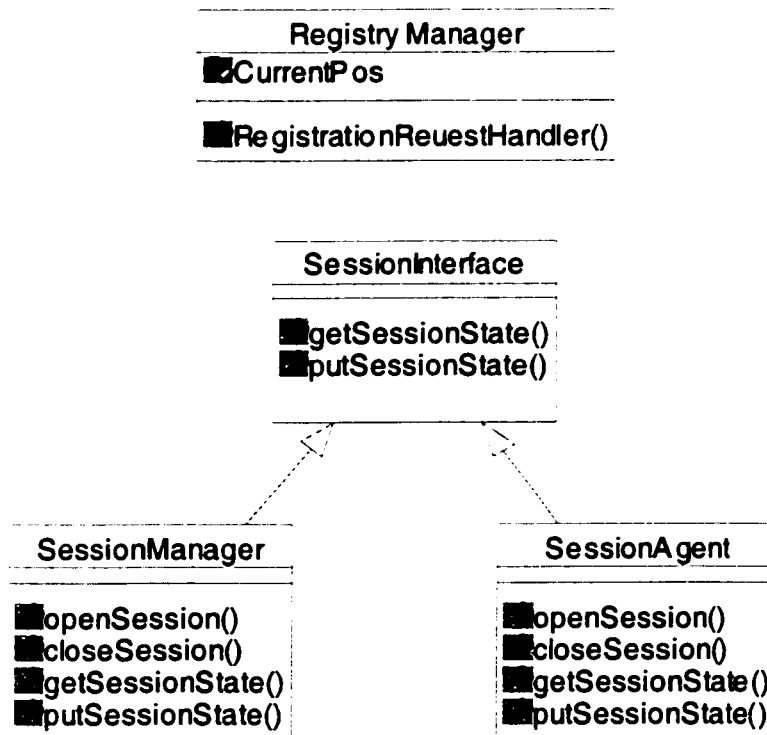 Registry Manager
CurrentPos
RegistrationReuestHandler()
SessionInterface
getSessionState()
putSessionState()
SessionManager
openSession()
closeSession()
getSessionState()
putSessionState()
SessionAgent
openSession()
closeSession()
getSessionState()
putSessionState()